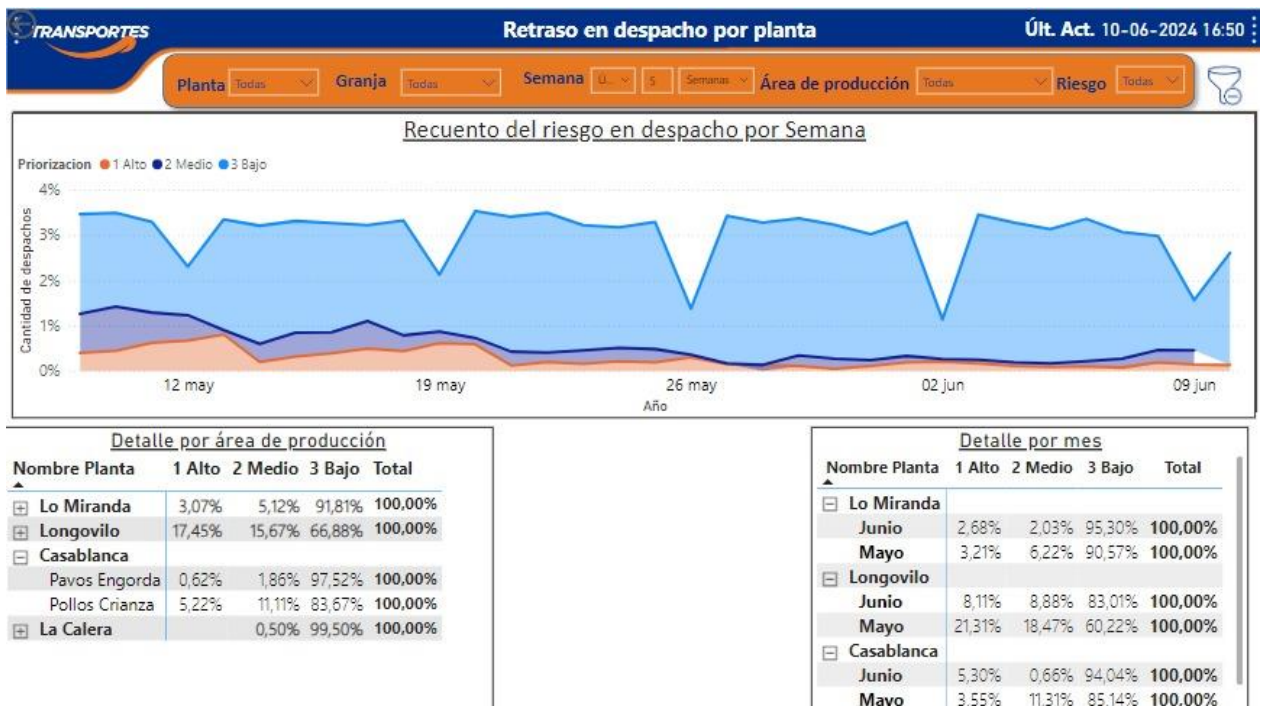 TRANSPORTES
Retraso en despacho por planta
Últ. Act. 10-06-2024 16:50
Planta Todas Granja Todas Semana Ú... 5 Semanas Área de producción Todas Riesgo Todas
Recuento del riesgo en despacho por Semana
Priorizacion 1 Alto 2 Medio 3 Bajo
Cantidad de despachos
4%
3%
2%
1%
0%
12 may 19 may 26 may 02 jun 09 jun
Año
Detalle por área de producción
Nombre Planta 1 Alto 2 Medio 3 Bajo Total
Lo Miranda 3,07% 5,12% 91,81% 100,00%
Longovilo 17,45% 15,67% 66,88% 100,00%
Casablanca
Pavos Engorda 0,62% 1,86% 97,52% 100,00%
Pollos Crianza 5,22% 11,11% 83,67% 100,00%
La Calera 0,50% 99,50% 100,00%
Detalle por mes
Nombre Planta 1 Alto 2 Medio 3 Bajo Total
Lo Miranda
Junio 2,68% 2,03% 95,30% 100,00%
Mayo 3,21% 6,22% 90,57% 100,00%
Longovilo
Junio 8,11% 8,88% 83,01% 100,00%
Mayo 21,31% 18,47% 60,22% 100,00%
Casablanca
Junio 5,30% 0,66% 94,04% 100,00%
Mayo 3,55% 11,31% 85,14% 100,00%